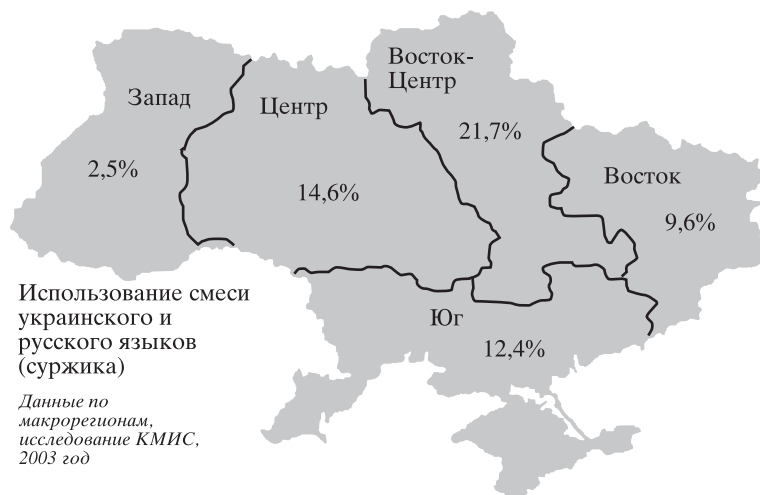 Восток-
Центр
21,7%
Запад
2,5%
Центр
14,6%
Восток
9,6%
Юг
12,4%
Использование смеси
украинского и
русского языков
(суржика)
Данные по
макрорегионам,
исследование КМИС,
2003 год